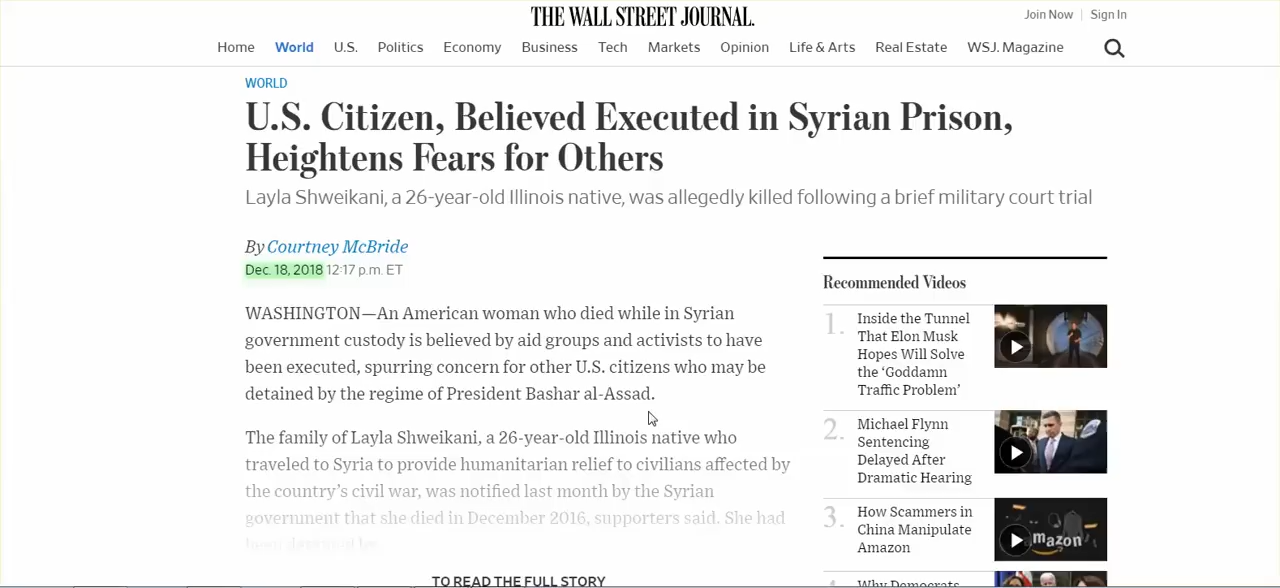 THE WALL STREET JOURNAL.
Join Now | Sign In
Home World U.S. Politics Economy Business Tech Markets Opinion Life & Arts Real Estate WSJ. Magazine
WORLD
U.S. Citizen, Believed Executed in Syrian Prison,
Heightens Fears for Others
Layla Shweikani, a 26-year-old Illinois native, was allegedly killed following a brief military court trial
By Courtney McBride
Dec. 18, 2018 12:17 p.m. ET
WASHINGTON—An American woman who died while in Syrian
government custody is believed by aid groups and activists to have
been executed, spurring concern for other U.S. citizens who may be
detained by the regime of President Bashar al-Assad.
The family of Layla Shweikani, a 26-year-old Illinois native who
traveled to Syria to provide humanitarian relief to civilians affected by
the country's civil war, was notified last month by the Syrian
government that she died in December 2016, supporters said. She had
been
TO READ THE FULL STORY
Recommended Videos
1. Inside the Tunnel
That Elon Musk
Hopes Will Solve
the 'Goddamn
Traffic Problem'
2. Michael Flynn
Sentencing
Delayed After
Dramatic Hearing
3. How Scammers in
China Manipulate
Amazon
mazon
Why Democrats